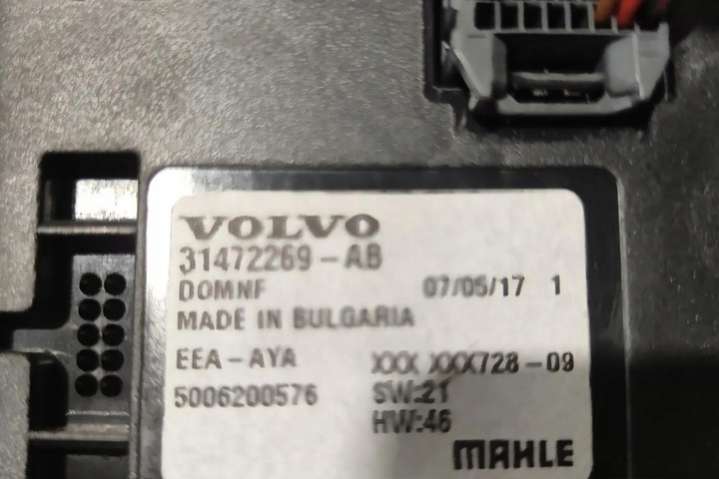 VOLVO
31472269-AB
DOMNF 07/05/17 1
MADE IN BULGARIA
EEA-AYA XXX XXX728-09
5006200576 SW:21
HW:46
MAHLE